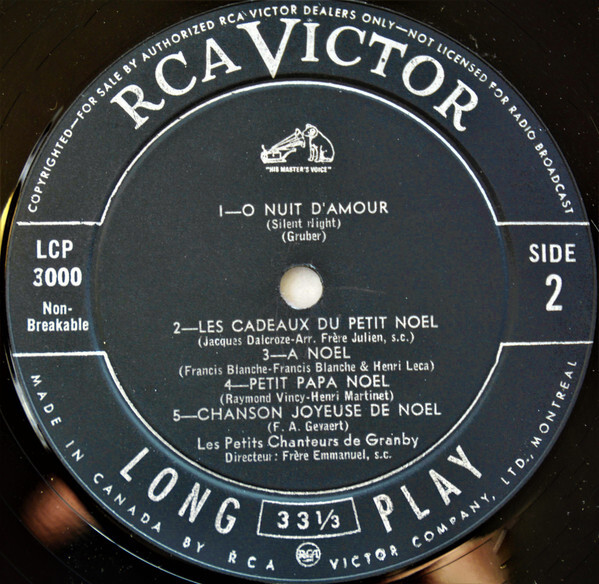 COPYRIGHTED—FOR SALE BY AUTHORIZED RCA VICTOR DEALERS ONLY—NOT LICENSED FOR RADIO BROADCAST
RCA VICTOR
"HIS MASTER'S VOICE"
1—O NUIT D'AMOUR
(Silent Night)
(Gruber)
LCP
3000
Non-
Breakable
SIDE
2
2—LES CADEAUX DU PETIT NOEL
(Jacques Dalcroze-Arr. Frère Julien, s.c.)
3—A NOEL
(Francis Blanche-Francis Blanche & Henri Leca)
4—PETIT PAPA NOEL
(Raymond Vincy-Henri Martinet)
5—CHANSON JOYEUSE DE NOEL
(F. A. Gevaert)
Les Petits Chanteurs de Granby
Directeur: Frère Emmanuel, s.c.
LONG 33 1/3 PLAY
RCA
MADE IN CANADA BY RCA VICTOR COMPANY, LTD., MONTREAL